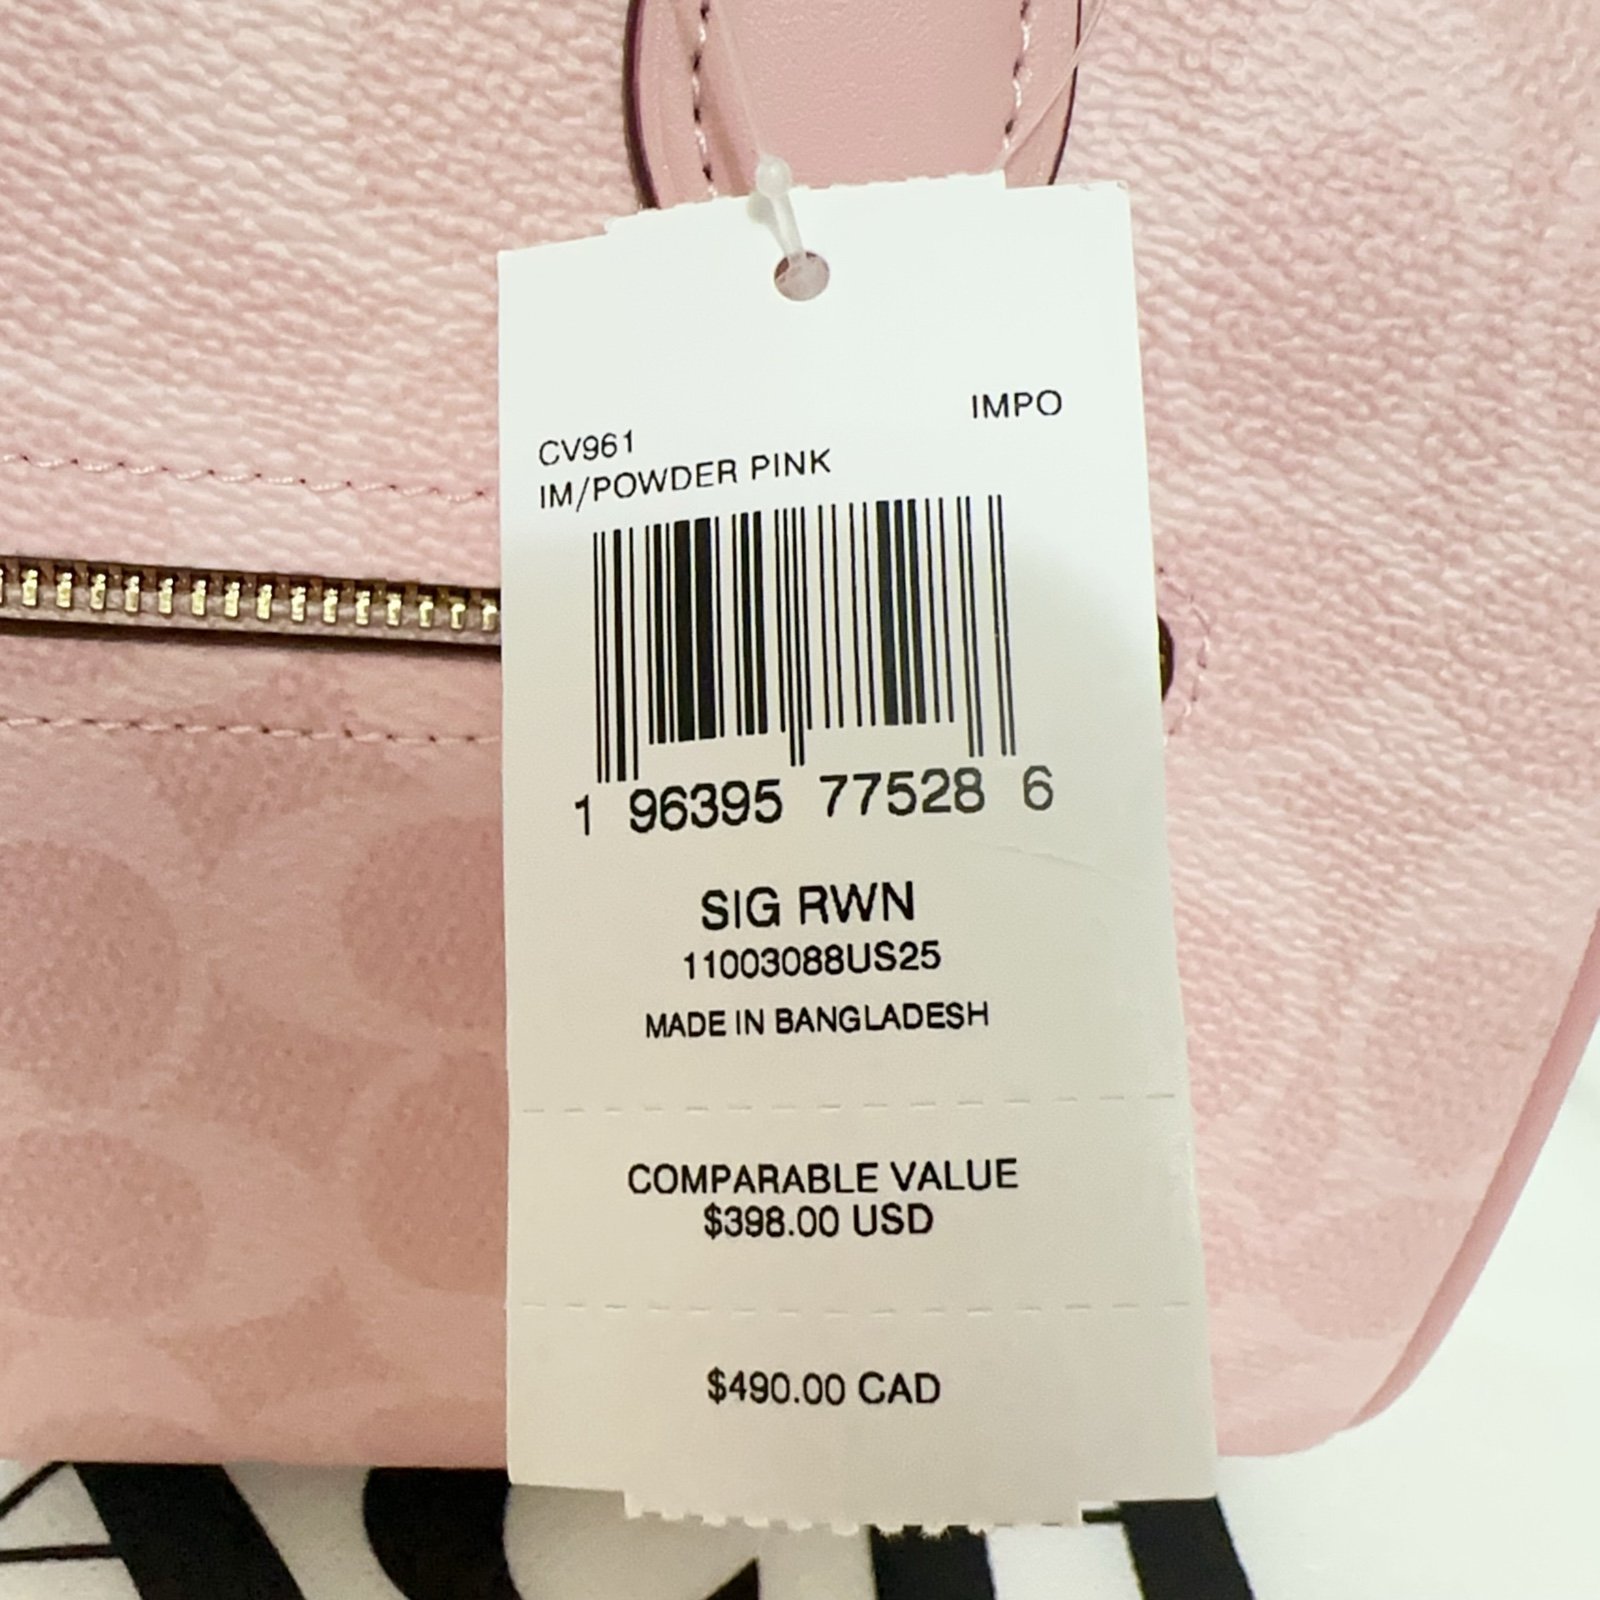 IMPO
CV961
IM/POWDER PINK
1 96395 77528 6
SIG RWN
11003088US25
MADE IN BANGLADESH
COMPARABLE VALUE
$398.00 USD
$490.00 CAD